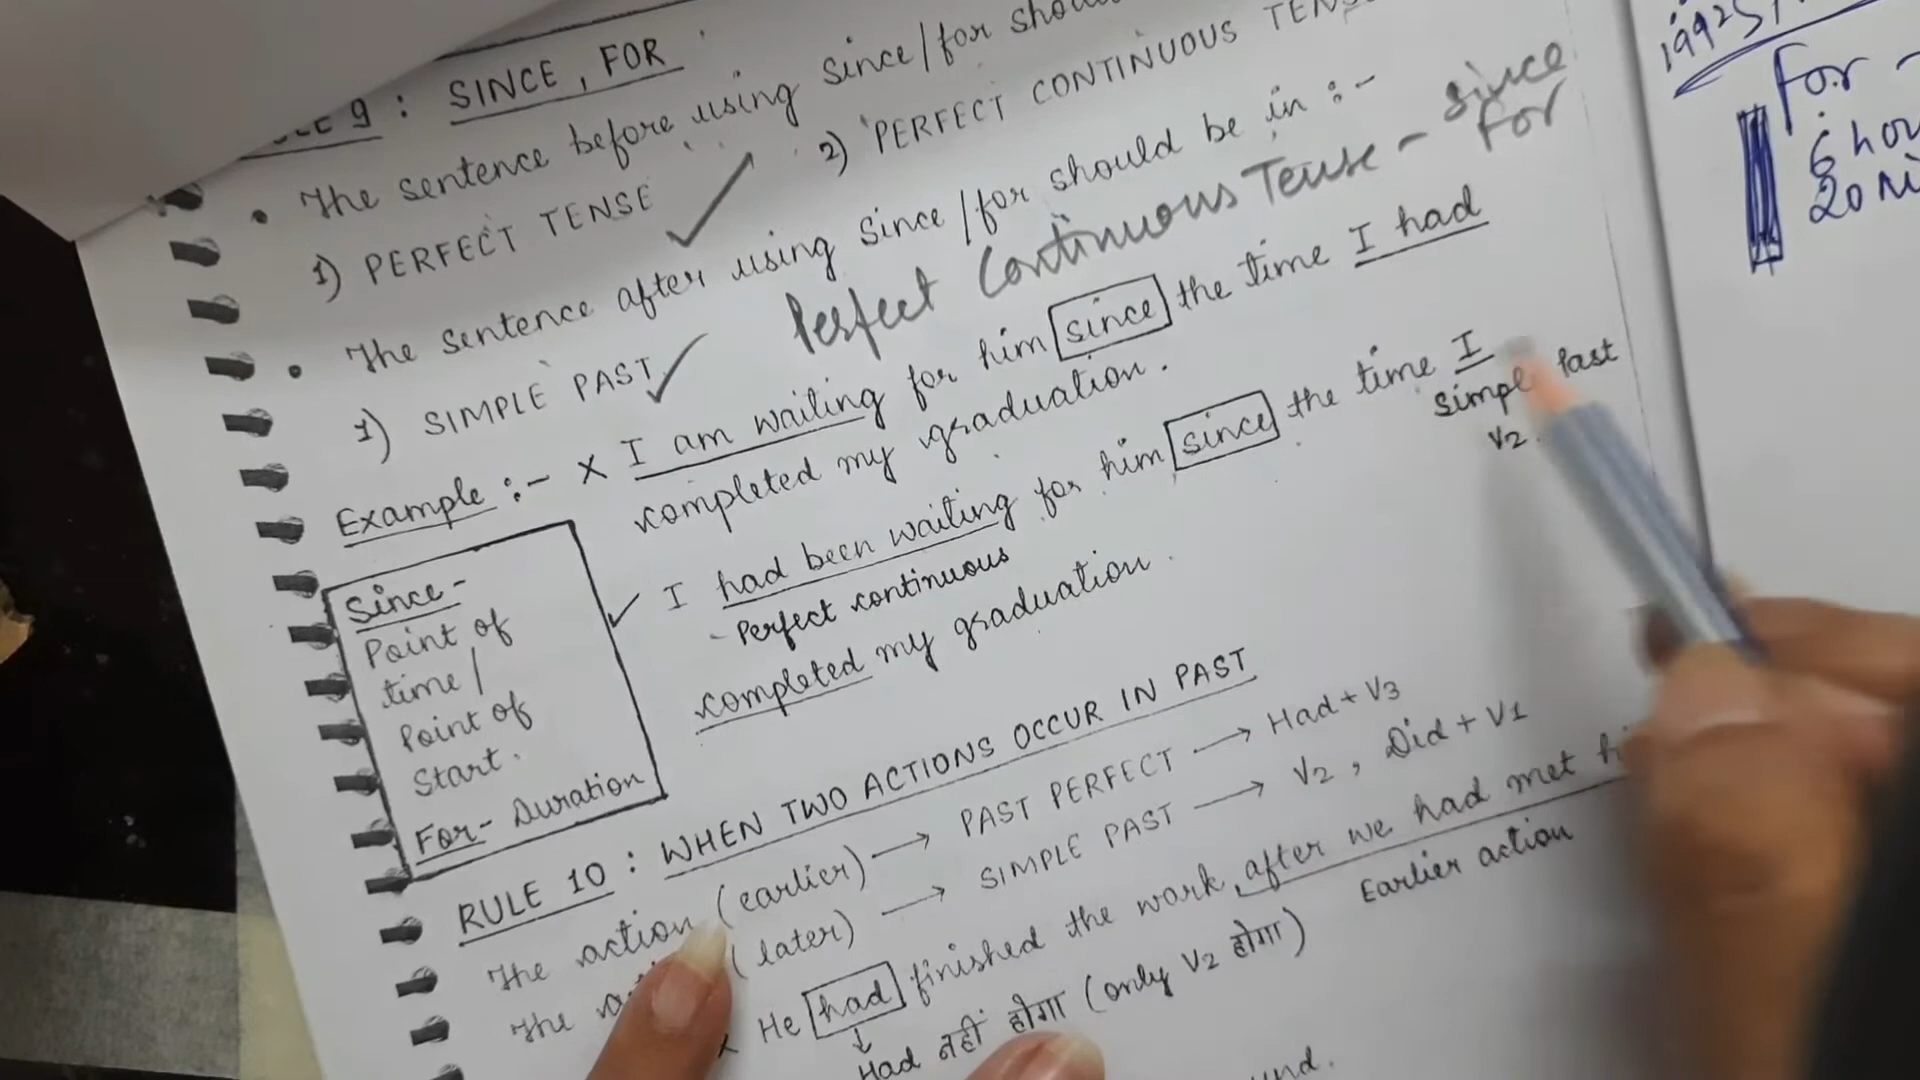 9 : SINCE, FOR
• The sentence before using since/for
1) PERFECT TENSE 2) PERFECT CONTINUOUS
• The sentence after using since/for should be in :-
1) SIMPLE PAST
Perfect Continuous Tense - since
For
Example :- × I am waiting for him since the time I had
completed my graduation.
✓ I had been waiting for him since the time I
- Perfect continuous
Simple Past
V2.
completed my graduation.
Since-
Point of
time /
Point of
Start.
For- Duration
RULE 10 : WHEN TWO ACTIONS OCCUR IN PAST
The action (earlier) → PAST PERFECT → Had + V3
The (later) → SIMPLE PAST → V2, Did + V1
× He had finished the work, after we had met
↓ Earlier action
Had नहीं होगा (only V2 होगा)
1992
For -
6
20